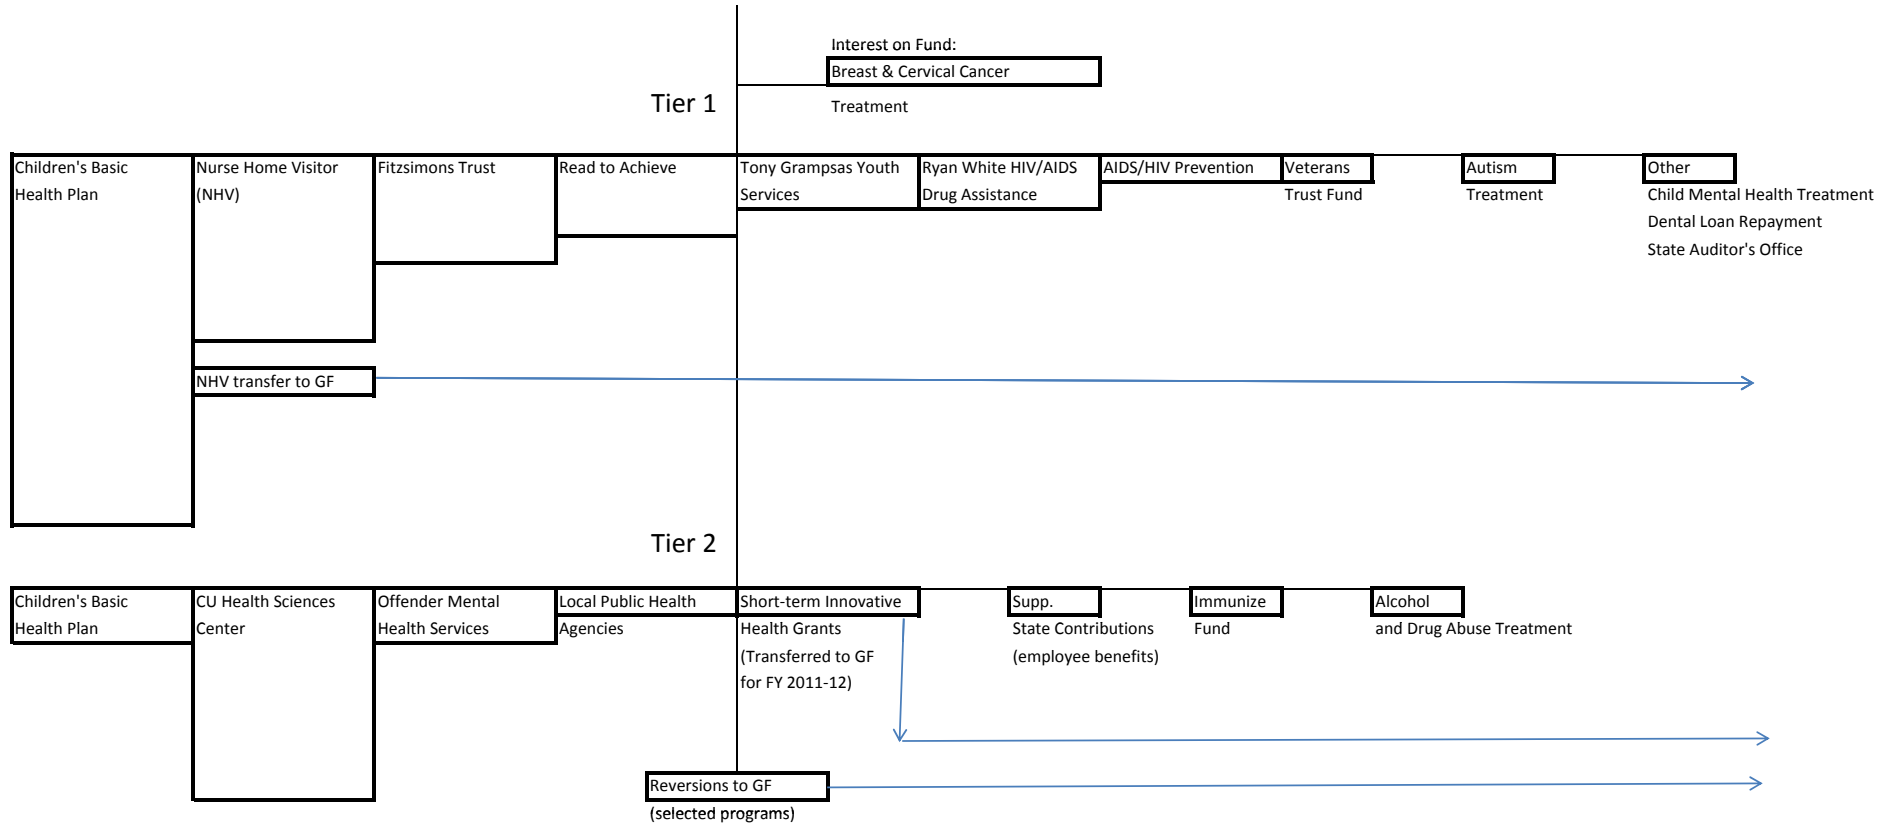 Interest on Fund:
Breast & Cervical Cancer
Treatment
Tier 1
Children's Basic
Health Plan
Nurse Home Visitor
(NHV)
Fitzsimons Trust
Read to Achieve
Tony Grampsas Youth
Services
Ryan White HIV/AIDS
Drug Assistance
AIDS/HIV Prevention
Veterans
Trust Fund
Autism
Treatment
Other
Child Mental Health Treatment
Dental Loan Repayment
State Auditor's Office
NHV transfer to GF
Tier 2
Children's Basic
Health Plan
CU Health Sciences
Center
Offender Mental
Health Services
Local Public Health
Agencies
Short-term Innovative
Health Grants
(Transferred to GF
for FY 2011-12)
Supp.
State Contributions
(employee benefits)
Immunize
Fund
Alcohol
and Drug Abuse Treatment
Reversions to GF
(selected programs)